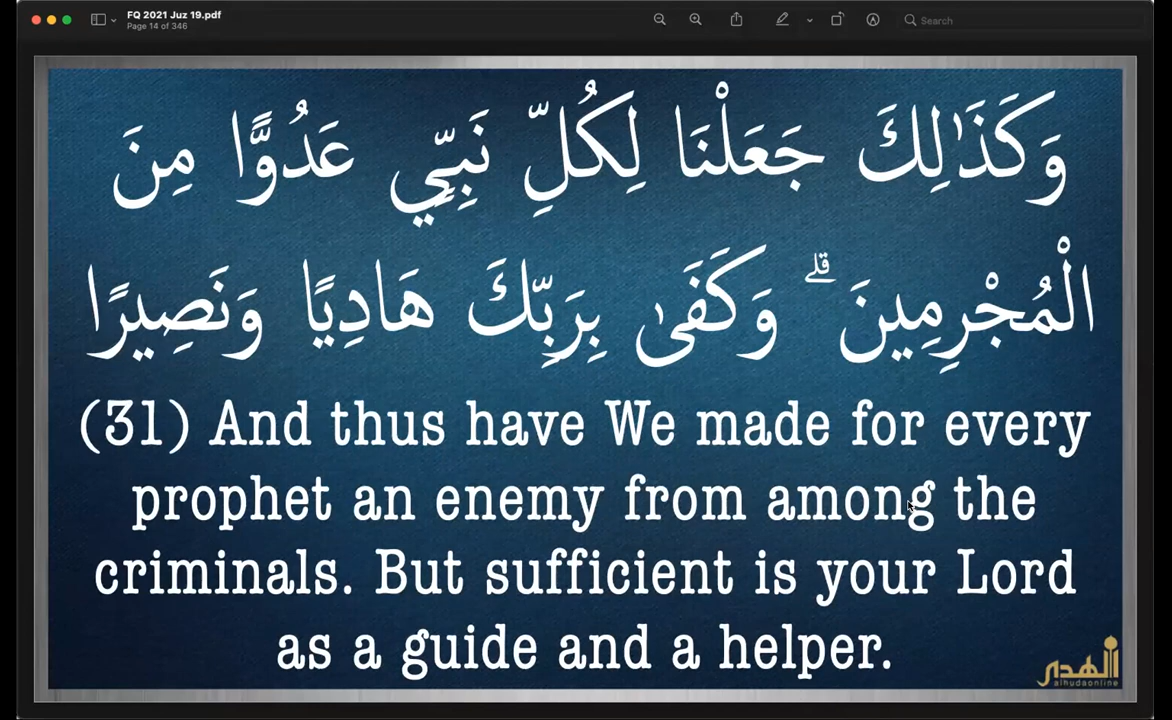 FQ 2021 Juz 19.pdf
Page 14 of 346
Search
وَكَذَٰلِكَ جَعَلْنَا لِكُلِّ نَبِيٍّ عَدُوًّا مِنَ
الْمُجْرِمِينَ ۗ وَكَفَىٰ بِرَبِّكَ هَادِيًا وَنَصِيرًا
(31) And thus have We made for every
prophet an enemy from among the
criminals. But sufficient is your Lord
as a guide and a helper.
الهدى
alhudaonline